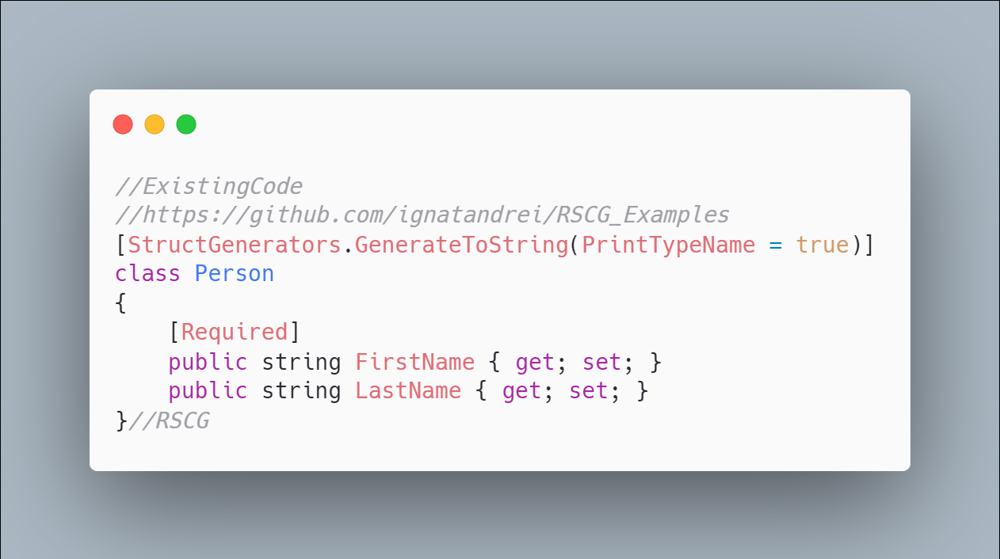 //ExistingCode
//https://github.com/ignatandrei/RSCG_Examples
[StructGenerators.GenerateToString(PrintTypeName = true)]
class Person
{
    [Required]
    public string FirstName { get; set; }
    public string LastName { get; set; }
}//RSCG